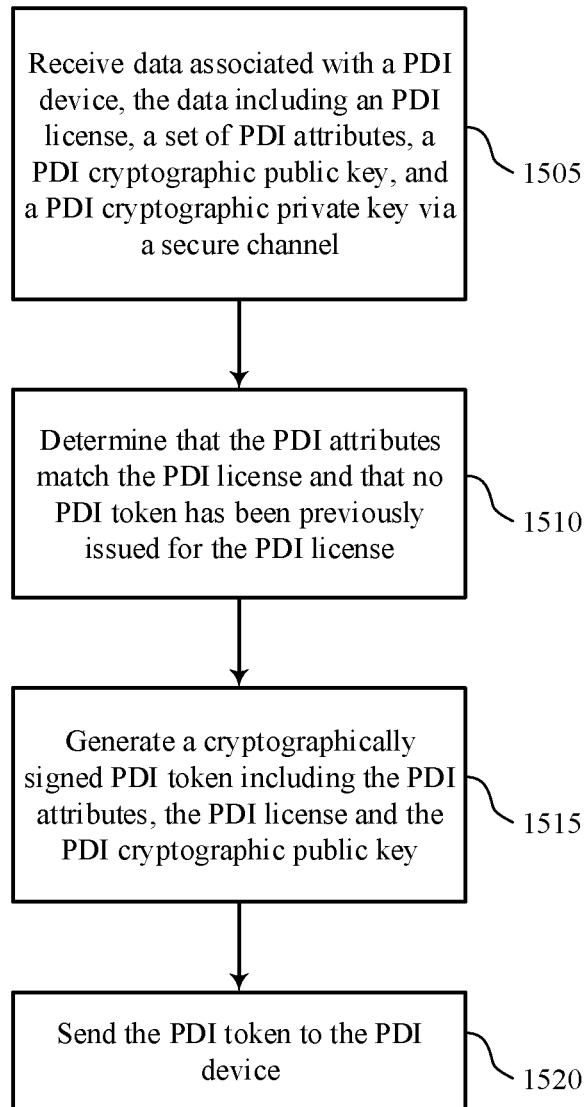 Receive data associated with a PDI
device, the data including an PDI
license, a set of PDI attributes, a
PDI cryptographic public key, and
a PDI cryptographic private key via
a secure channel
1505
Determine that the PDI attributes
match the PDI license and that no
PDI token has been previously
issued for the PDI license
1510
Generate a cryptographically
signed PDI token including the PDI
attributes, the PDI license and the
PDI cryptographic public key
1515
Send the PDI token to the PDI
device
1520